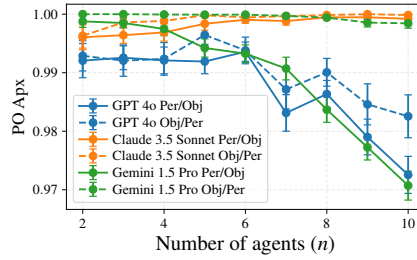 1.00
0.99
0.98
0.97
PO Apx
GPT 4o Per/Obj
GPT 4o Obj/Per
Claude 3.5 Sonnet Per/Obj
Claude 3.5 Sonnet Obj/Per
Gemini 1.5 Pro Per/Obj
Gemini 1.5 Pro Obj/Per
2 4 6 8 10
Number of agents (n)